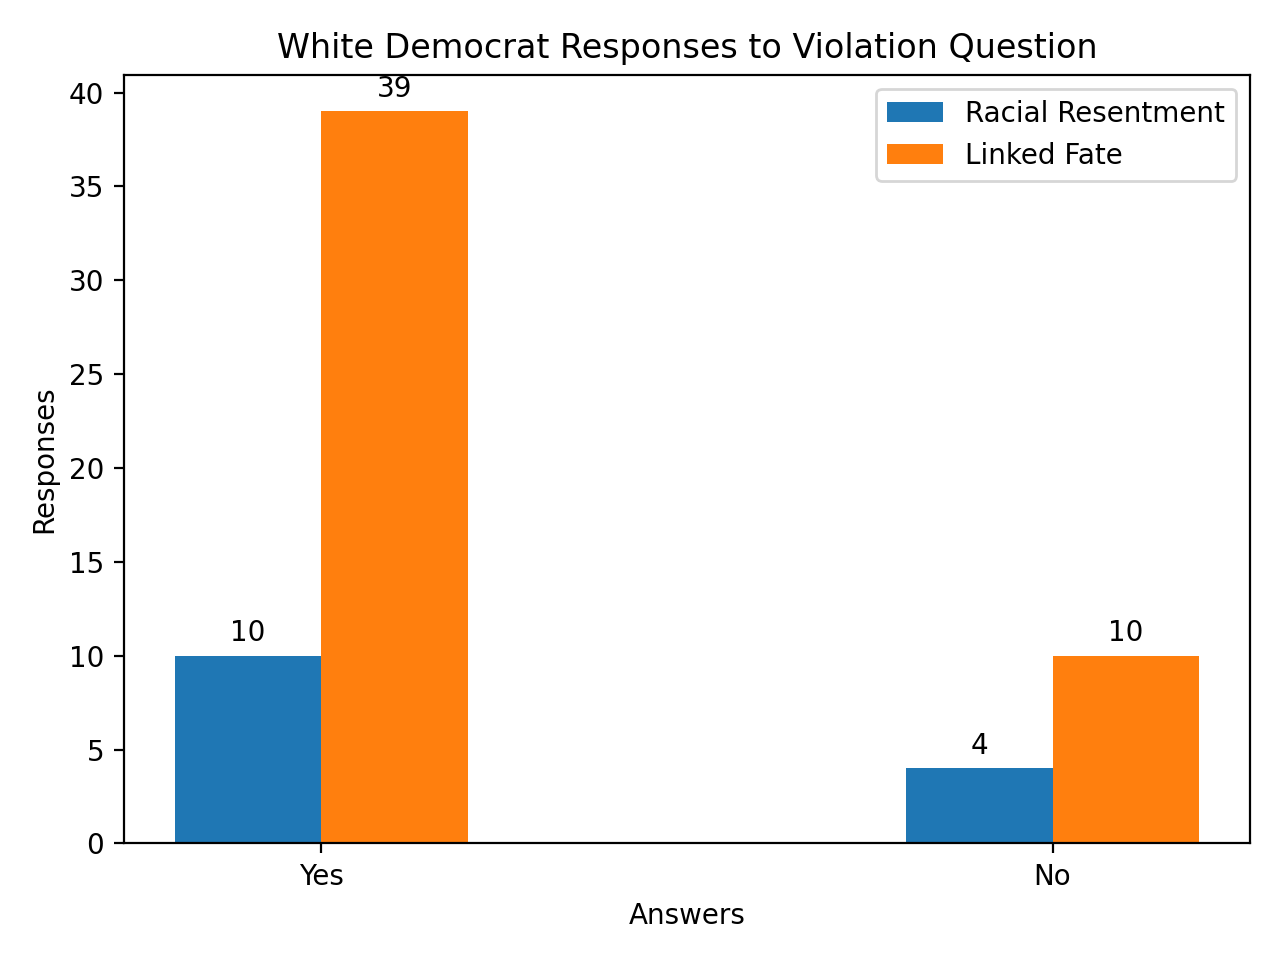 White Democrat Responses to Violation Question
Racial Resentment
Linked Fate
Responses
40
35
30
25
20
15
10
5
0
39
10
10
4
Yes
No
Answers